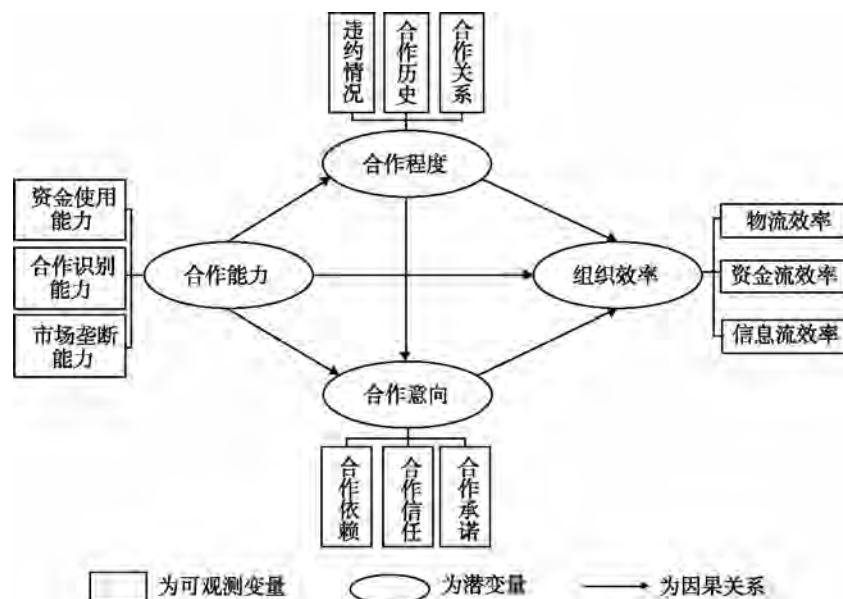 违约情况
合作历史
合作关系
合作程度
资金使用
能力
合作识别
能力
市场垄断
能力
合作能力
组织效率
物流效率
资金流效率
信息流效率
合作意向
合作依赖
合作信任
合作承诺
为可观测变量
为潜变量
为因果关系